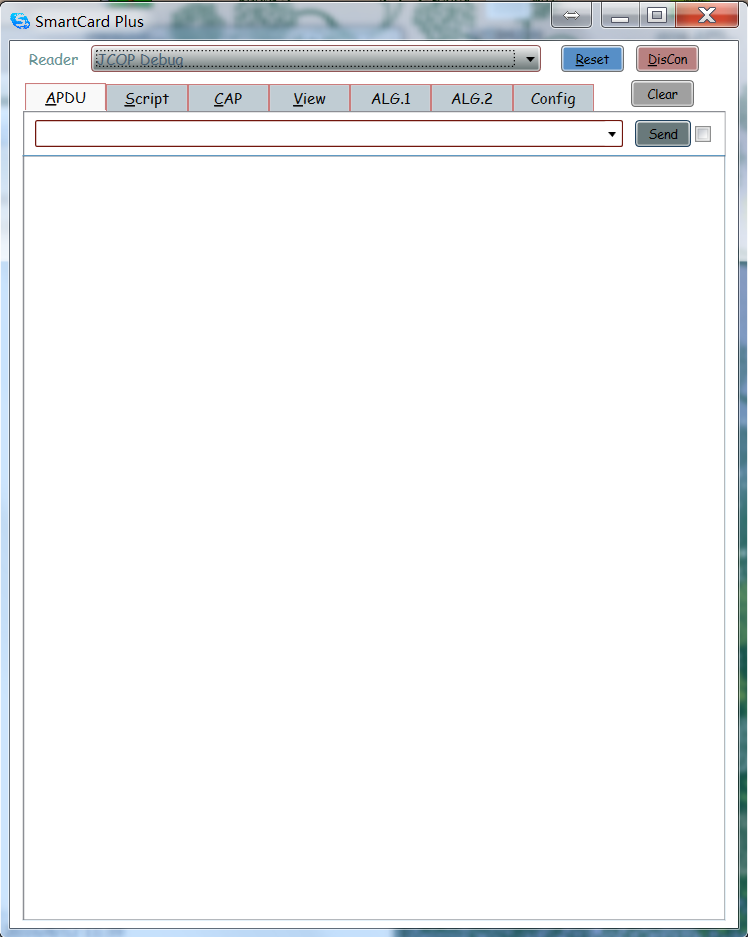 SmartCard Plus
Reader JCOP Debug Reset DisCon
APDU Script CAP View ALG.1 ALG.2 Config Clear
Send